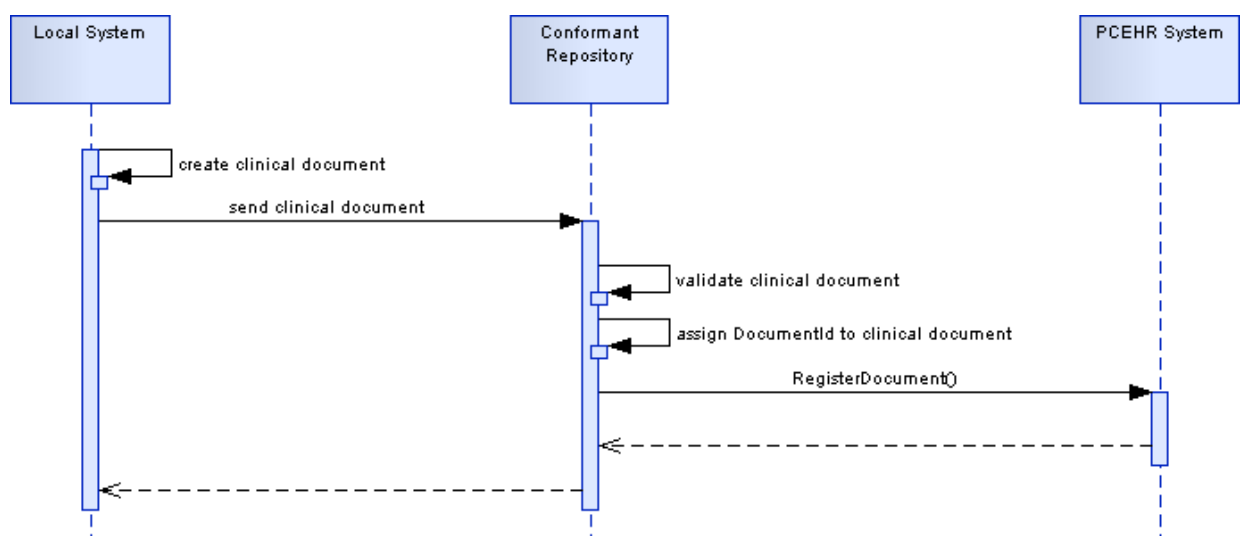 Local System
Conformant
Repository
PCEHR System
create clinical document
send clinical document
validate clinical document
assign DocumentId to clinical document
RegisterDocument()